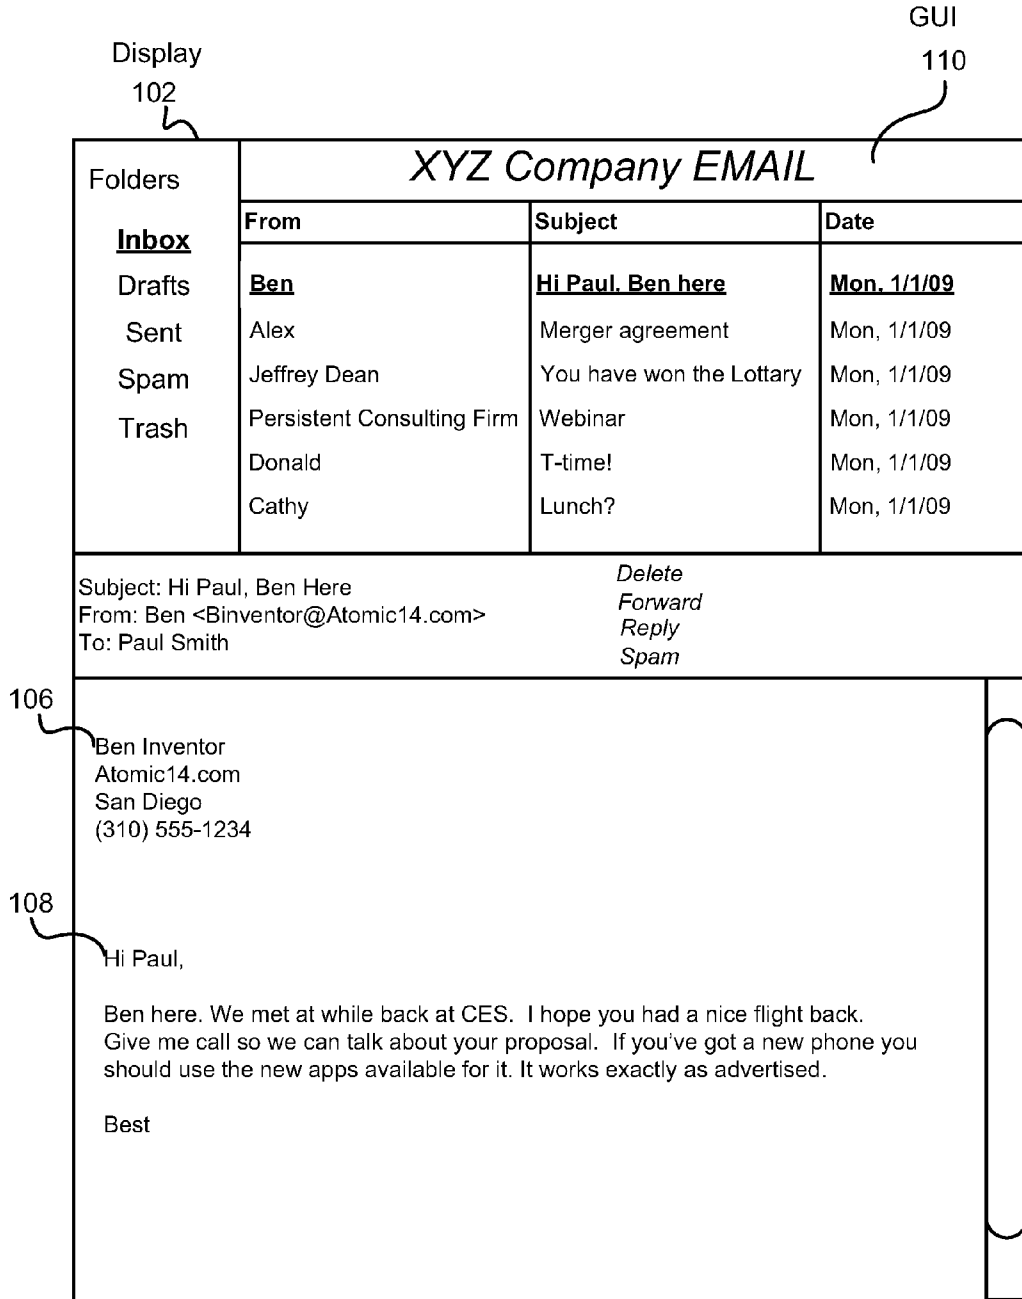 GUI
110
Display
102
XYZ Company EMAIL
Folders
Inbox
Drafts
Sent
Spam
Trash
From Subject Date
Ben Hi Paul. Ben here Mon. 1/1/09
Alex Merger agreement Mon, 1/1/09
Jeffrey Dean You have won the Lottary Mon, 1/1/09
Persistent Consulting Firm Webinar Mon, 1/1/09
Donald T-time! Mon, 1/1/09
Cathy Lunch? Mon, 1/1/09
Subject: Hi Paul, Ben Here
From: Ben <Binventor@Atomic14.com>
To: Paul Smith
Delete
Forward
Reply
Spam
106
Ben Inventor
Atomic14.com
San Diego
(310) 555-1234
108
Hi Paul,
Ben here. We met at while back at CES.  I hope you had a nice flight back.
Give me call so we can talk about your proposal.  If you've got a new phone you
should use the new apps available for it. It works exactly as advertised.
Best